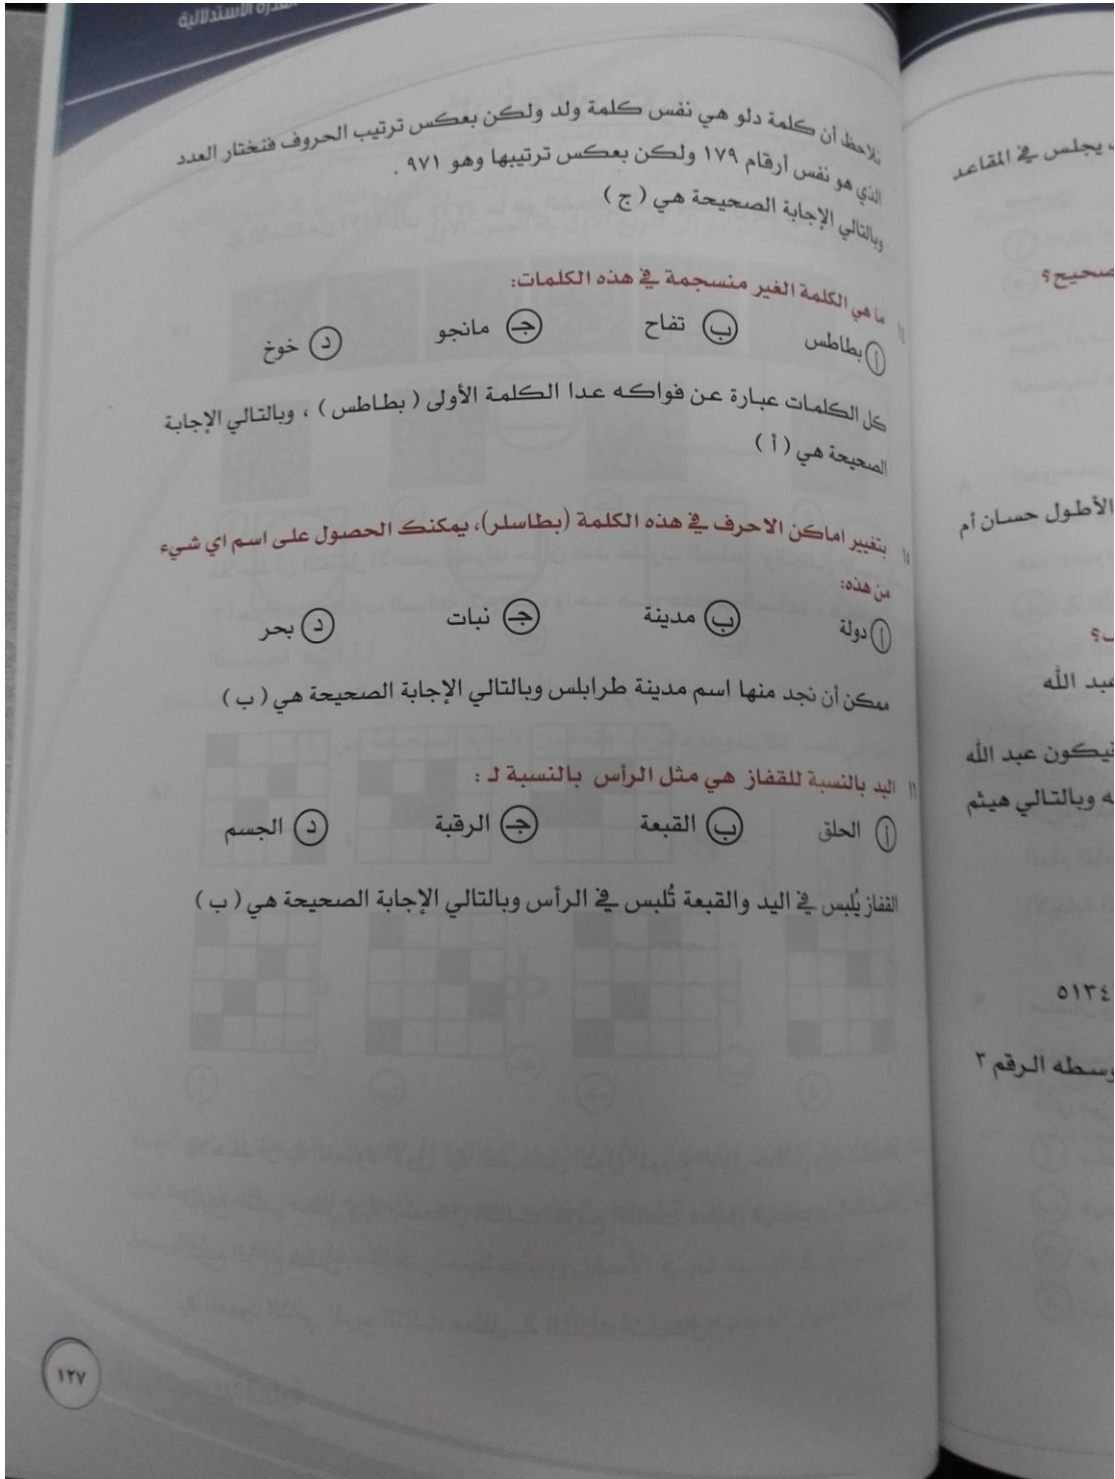 القدرة الاستدلالية
نلاحظ أن كلمة دلو هي نفس كلمة ولد ولكن بعكس ترتيب الحروف فنختار العدد
الذي هو نفس أرقام ١٧٩ ولكن بعكس ترتيبها وهو ٩٧١ .
وبالتالي الإجابة الصحيحة هي ( ج )
ما هي الكلمة الغير منسجمة في هذه الكلمات:
أ بطاطس ب تفاح جـ مانجو د خوخ
كل الكلمات عبارة عن فواكه عدا الكلمة الأولى ( بطاطس ) ، وبالتالي الإجابة
الصحيحة هي ( أ )
بتغيير اماكن الاحرف في هذه الكلمة (بطاسلر)، يمكنك الحصول على اسم اي شيء
من هذه:
أ دولة ب مدينة جـ نبات د بحر
ممكن أن نجد منها اسم مدينة طرابلس وبالتالي الإجابة الصحيحة هي ( ب )
اليد بالنسبة للقفاز هي مثل الرأس بالنسبة لـ :
أ الحلق ب القبعة جـ الرقبة د الجسم
القفاز يُلبس في اليد والقبعة تُلبس في الرأس وبالتالي الإجابة الصحيحة هي ( ب )
١٢٧
يجلس في المقاعد
صحيح؟
الأطول حسان أم
عبد الله
فيكون عبد الله
وبالتالي هيثم
٥١٣٤
وسطه الرقم ٣